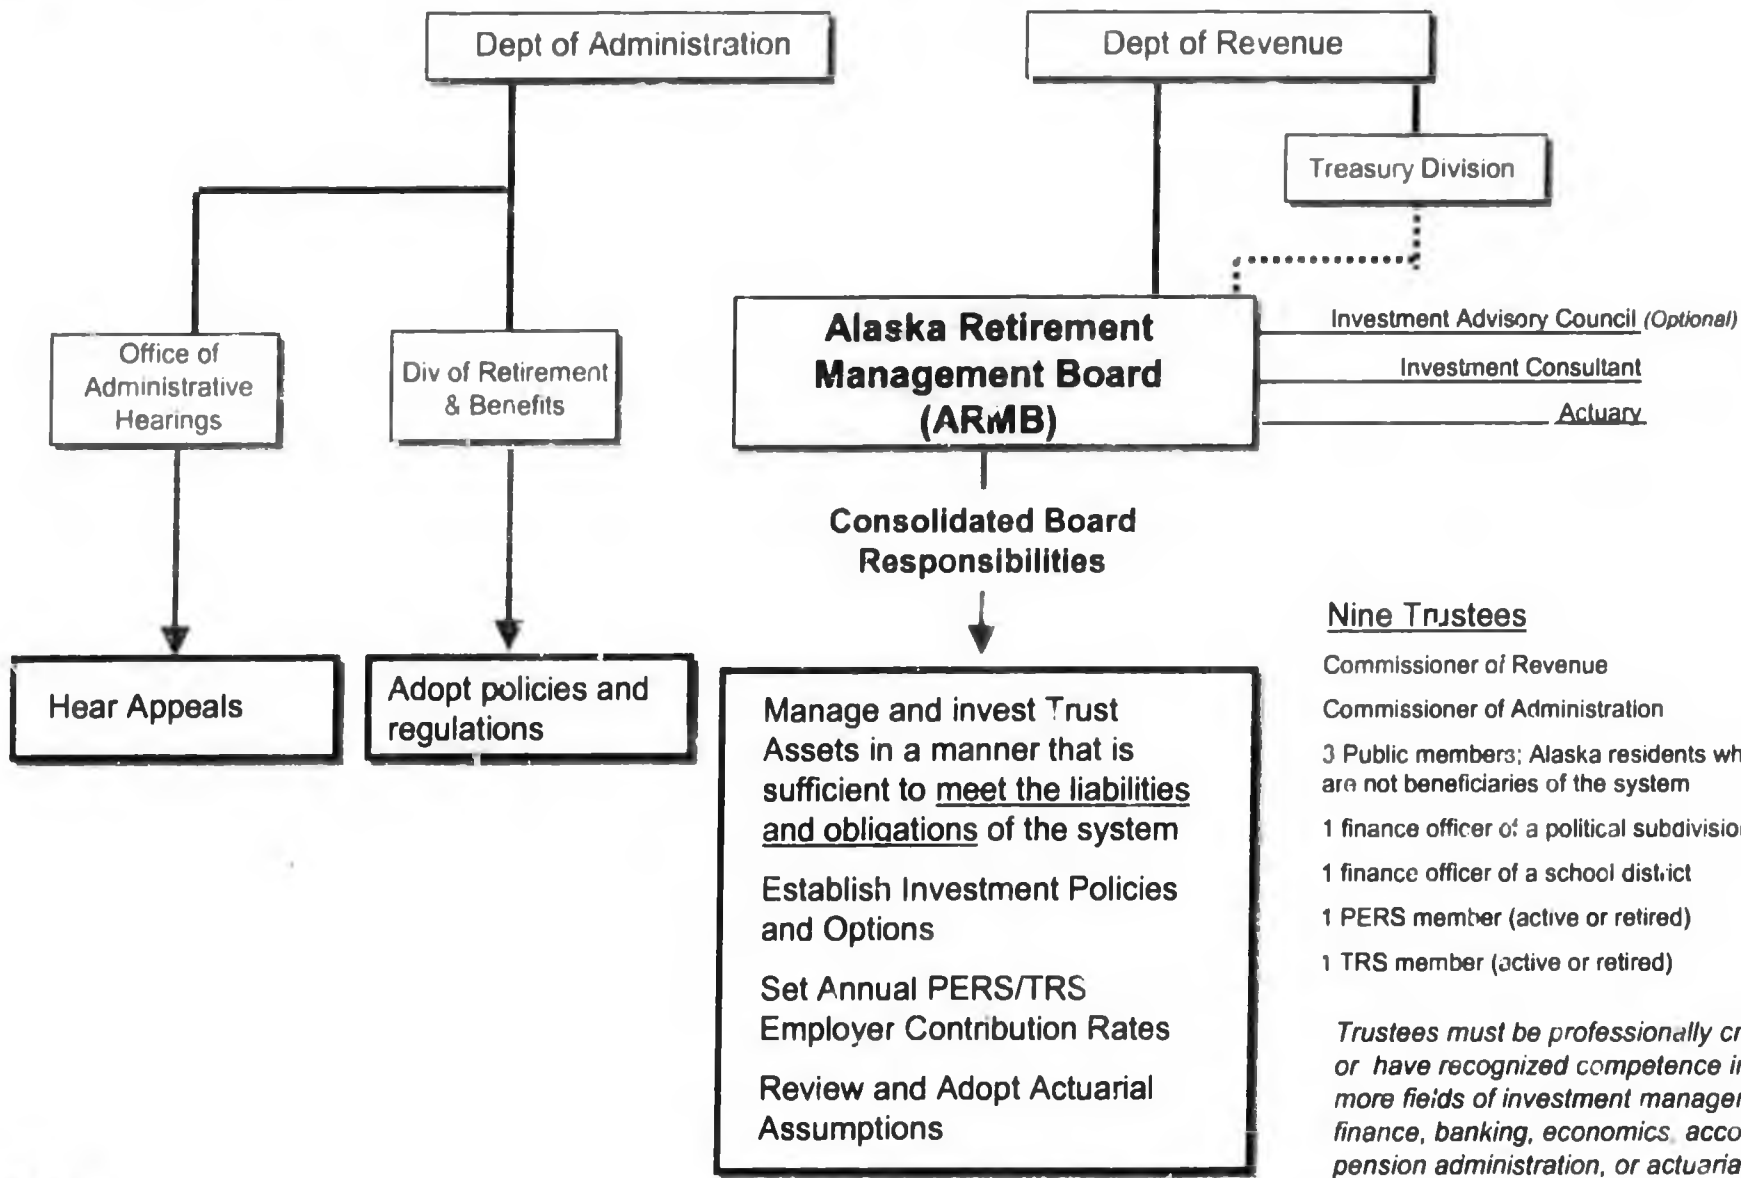 Dept of Administration
Dept of Revenue
Treasury Division
Office of
Administrative
Hearings
Div of Retirement
& Benefits
Alaska Retirement
Management Board
(ARMB)
Investment Advisory Council (Optional)
Investment Consultant
Actuary
Consolidated Board
Responsibilities
Hear Appeals
Adopt policies and
regulations
Manage and invest Trust
Assets in a manner that is
sufficient to meet the liabilities
and obligations of the system
Establish Investment Policies
and Options
Set Annual PERS/TRS
Employer Contribution Rates
Review and Adopt Actuarial
Assumptions
Nine Trustees
Commissioner of Revenue
Commissioner of Administration
3 Public members; Alaska residents
are not beneficiaries of the system
1 finance officer of a political subdivision
1 finance officer of a school district
1 PERS member (active or retired)
1 TRS member (active or retired)
Trustees must be professionally
or have recognized competence
more fields of investment
finance, banking, economics,
pension administration, or